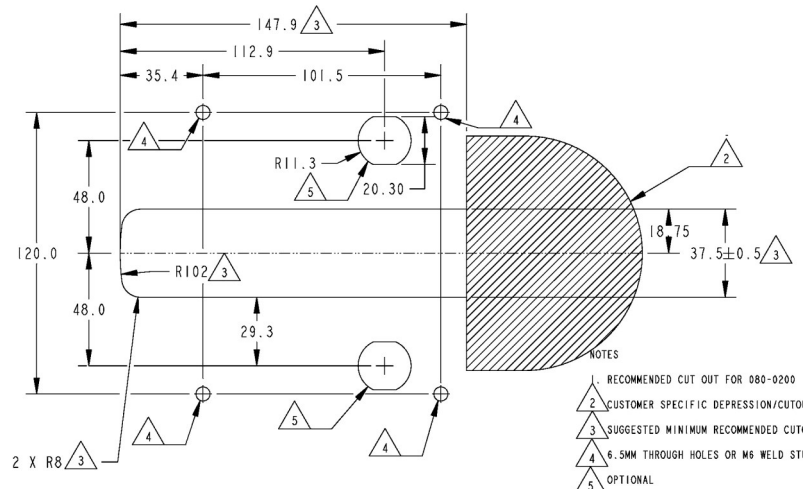 147.9 3
112.9
35.4 101.5
4 4
R11.3
5 20.30
2
48.0
18.75
120.0
R102 3
37.5±0.5 3
48.0
29.3
NOTES
1. RECOMMENDED CUT OUT FOR 080-0200
2 CUSTOMER SPECIFIC DEPRESSION/CUTO
3 SUGGESTED MINIMUM RECOMMENDED CUTO
4 6.5MM THROUGH HOLES OR M6 WELD ST
5 OPTIONAL
4 5 4
2 X R8 3